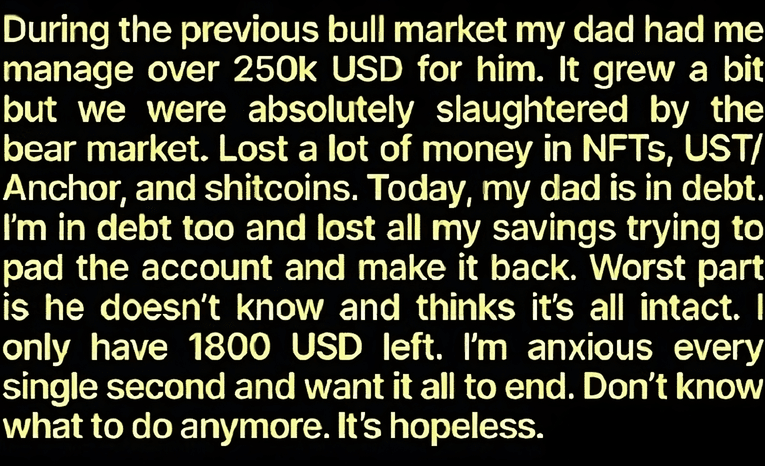 During the previous bull market my dad had me
manage over 250k USD for him. It grew a bit
but we were absolutely slaughtered by the
bear market. Lost a lot of money in NFTs, UST/
Anchor, and shitcoins. Today, my dad is in debt.
I'm in debt too and lost all my savings trying to
pad the account and make it back. Worst part
is he doesn't know and thinks it's all intact. I
only have 1800 USD left. I'm anxious every
single second and want it all to end. Don't know
what to do anymore. It's hopeless.